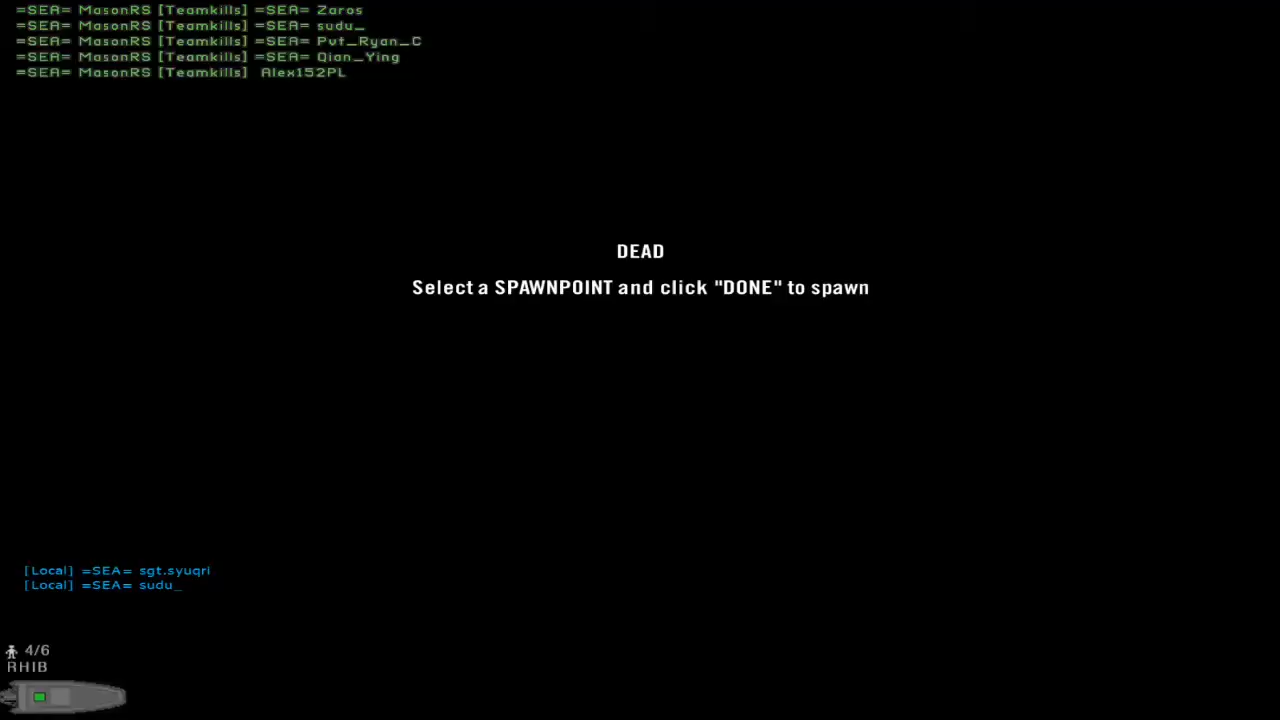 =SEA= MasonRS [Teamkills] =SEA= Zaros
=SEA= MasonRS [Teamkills] =SEA= sudu_
=SEA= MasonRS [Teamkills] =SEA= Pvt_Ryan_C
=SEA= MasonRS [Teamkills] =SEA= Qian_Ying
=SEA= MasonRS [Teamkills] Alex152PL
DEAD
Select a SPAWNPOINT and click "DONE" to spawn
[Local] =SEA= sgt.syuqri
[Local] =SEA= sudu_
4/6
RHIB